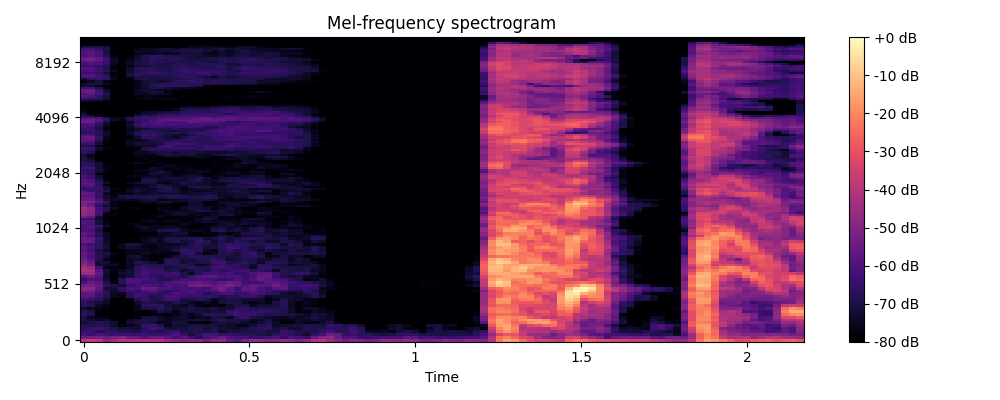 Mel-frequency spectrogram
Hz
8192
4096
2048
1024
512
0
0
0.5
1
1.5
2
Time
+0 dB
-10 dB
-20 dB
-30 dB
-40 dB
-50 dB
-60 dB
-70 dB
-80 dB